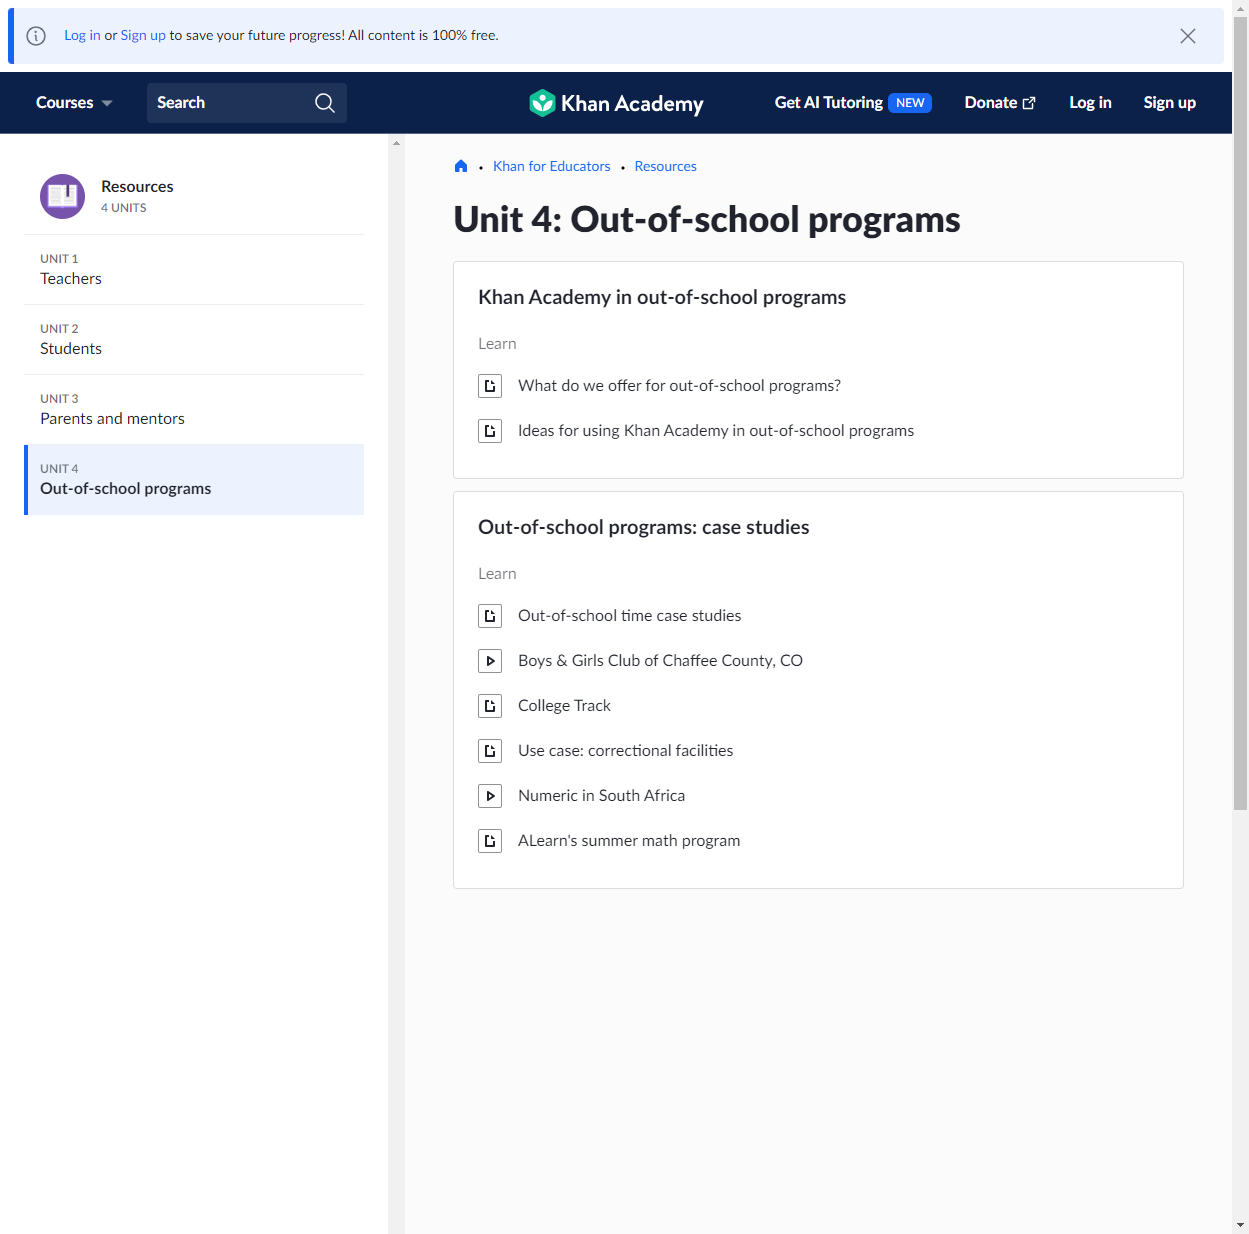 Log in or Sign up to save your future progress! All content is 100% free.
Courses
Search
Khan Academy
Get AI Tutoring NEW
Donate
Log in
Sign up
Resources
4 UNITS
UNIT 1
Teachers
UNIT 2
Students
UNIT 3
Parents and mentors
UNIT 4
Out-of-school programs
Khan for Educators
Resources
Unit 4: Out-of-school programs
Khan Academy in out-of-school programs
Learn
What do we offer for out-of-school programs?
Ideas for using Khan Academy in out-of-school programs
Out-of-school programs: case studies
Learn
Out-of-school time case studies
Boys & Girls Club of Chaffee County, CO
College Track
Use case: correctional facilities
Numeric in South Africa
ALearn's summer math program